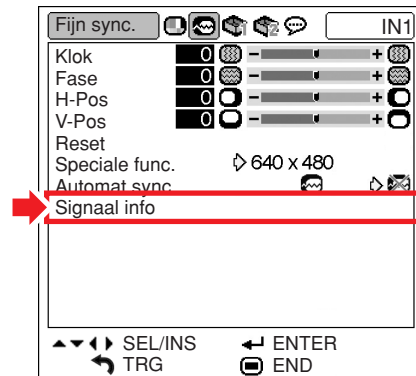 Fijn sync. IN1
Klok 0 - +
Fase 0 - +
H-Pos 0 - +
V-Pos 0 - +
Reset
Speciale func. 640 x 480
Automat sync
Signaal info
SEL/INS ENTER
TRG END